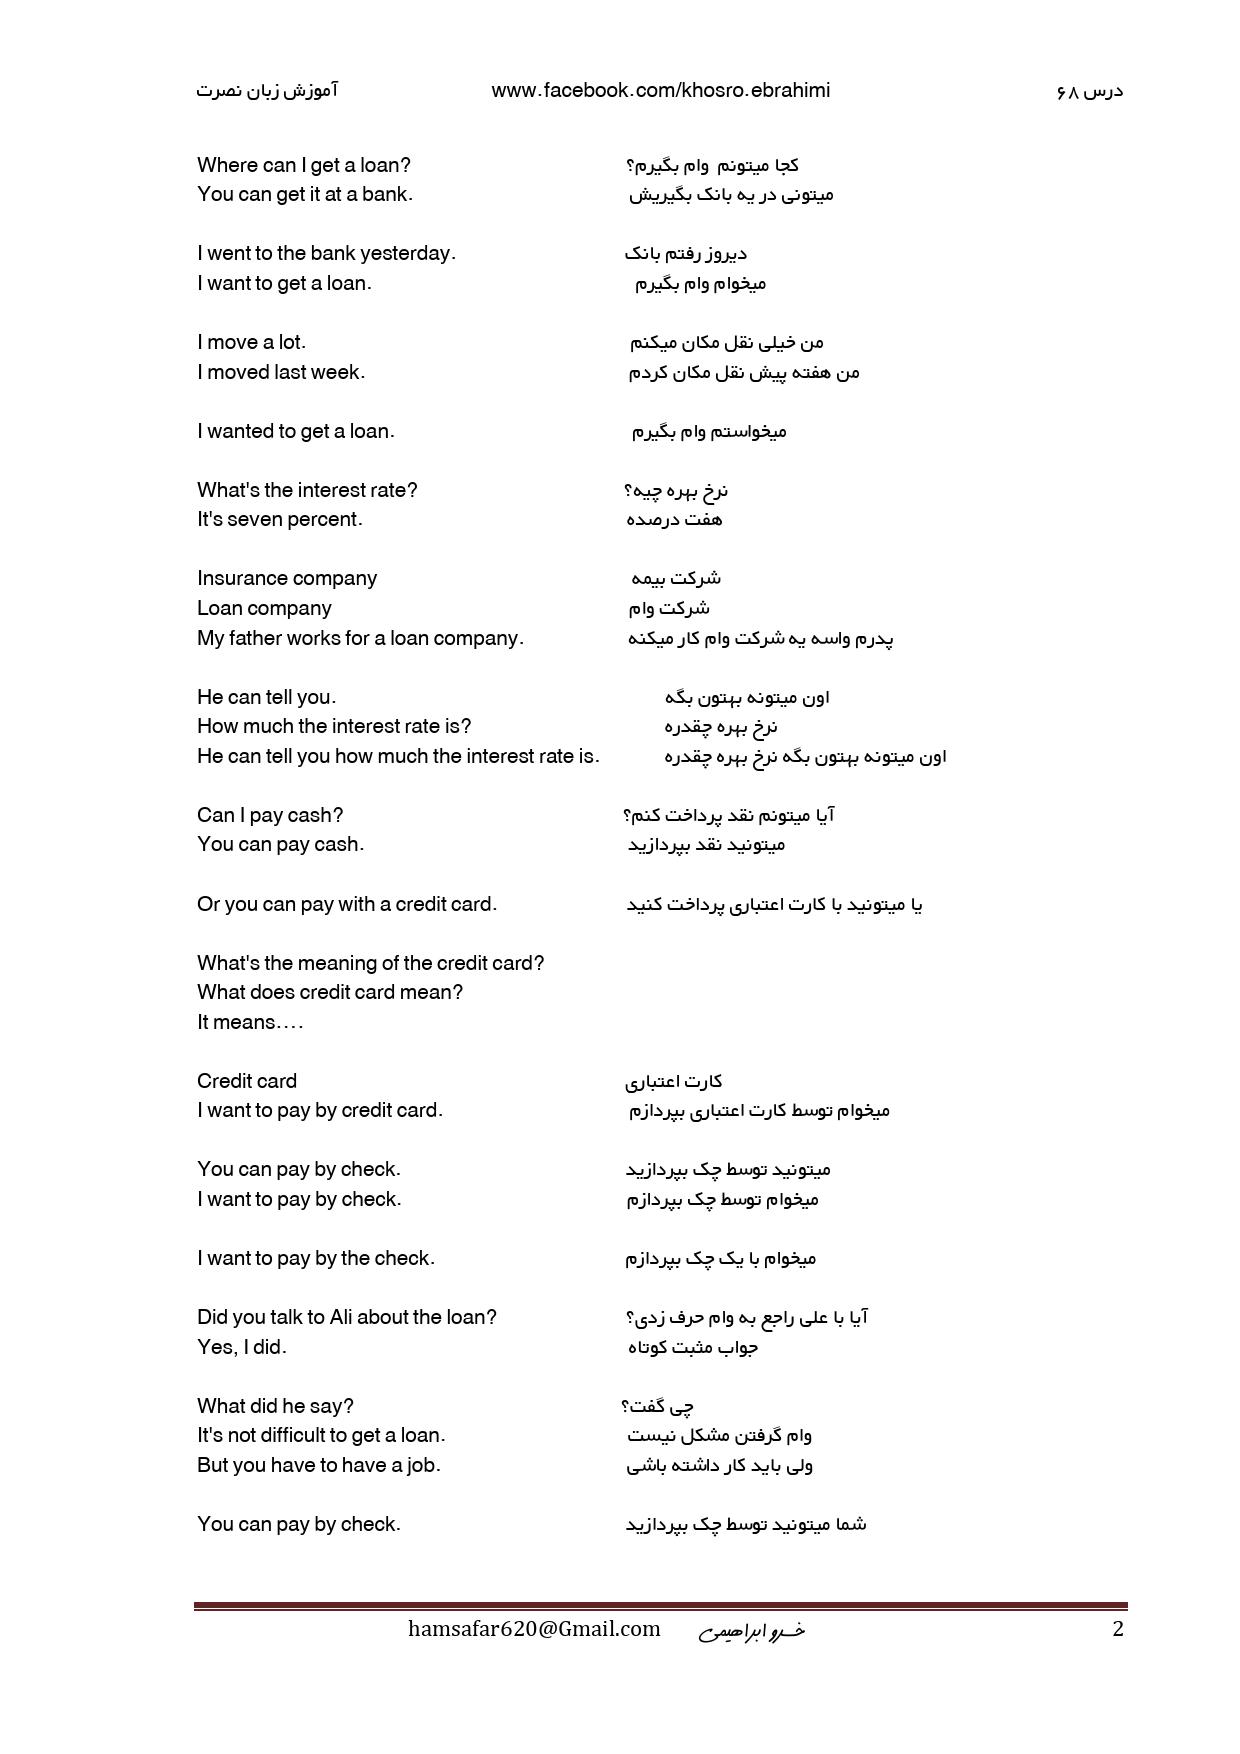 آموزش زبان نصرت www.facebook.com/khosro.ebrahimi درس ۶۸
Where can I get a loan? کجا میتونم وام بگیرم؟
You can get it at a bank. میتونی در یه بانک بگیریش
I went to the bank yesterday. دیروز رفتم بانک
I want to get a loan. میخوام وام بگیرم
I move a lot. من خیلی نقل مکان میکنم
I moved last week. من هفته پیش نقل مکان کردم
I wanted to get a loan. میخواستم وام بگیرم
What's the interest rate? نرخ بهره چیه؟
It's seven percent. هفت درصده
Insurance company شرکت بیمه
Loan company شرکت وام
My father works for a loan company. پدرم واسه یه شرکت وام کار میکنه
He can tell you. اون میتونه بهتون بگه
How much the interest rate is? نرخ بهره چقدره
He can tell you how much the interest rate is. اون میتونه بهتون بگه نرخ بهره چقدره
Can I pay cash? آیا میتونم نقد پرداخت کنم؟
You can pay cash. میتونید نقد بپردازید
Or you can pay with a credit card. یا میتونید با کارت اعتباری پرداخت کنید
What's the meaning of the credit card?
What does credit card mean?
It means....
Credit card کارت اعتباری
I want to pay by credit card. میخوام توسط کارت اعتباری بپردازم
You can pay by check. میتونید توسط چک بپردازید
I want to pay by check. میخوام توسط چک بپردازم
I want to pay by the check. میخوام با یک چک بپردازم
Did you talk to Ali about the loan? آیا با علی راجع به وام حرف زدی؟
Yes, I did. جواب مثبت کوتاه
What did he say? چی گفت؟
It's not difficult to get a loan. وام گرفتن مشکل نیست
But you have to have a job. ولی باید کار داشته باشی
You can pay by check. شما میتونید توسط چک بپردازید
hamsafar620@Gmail.com خسرو ابراهیمی 2